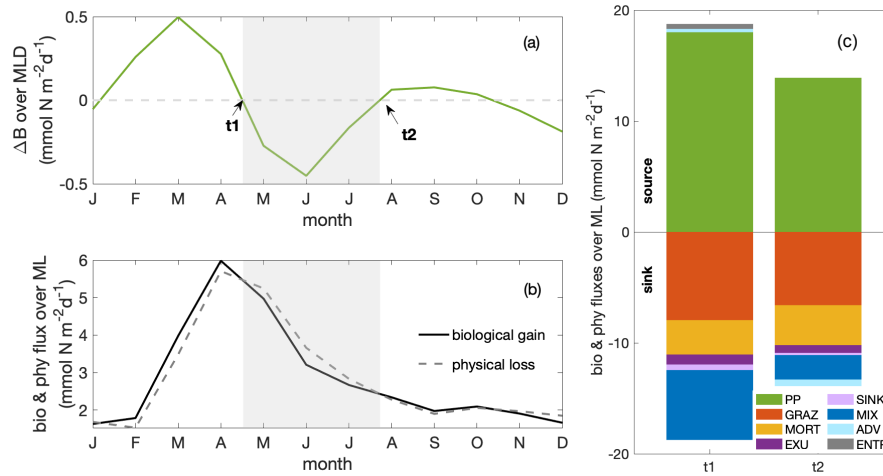 ΔB over MLD
(mmol N m⁻²d⁻¹)
0.5
0
-0.5
(a)
t1
t2
J F M A M J J A S O N D
month
bio & phy flux over ML
(mmol N m⁻²d⁻¹)
6
5
4
3
2
(b)
biological gain
physical loss
J F M A M J J A S O N D
month
bio & phy fluxes over ML (mmol N m⁻²d⁻¹)
20
10
0
-10
-20
(c)
source
sink
PP
GRAZ
MORT
EXU
SINK
MIX
ADV
ENTR
t1
t2